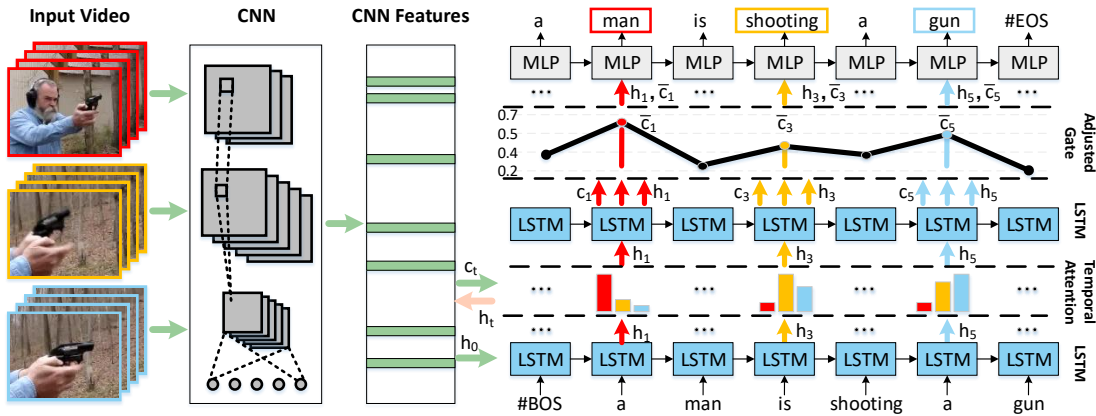 Input Video
CNN
CNN Features
a man is shooting a gun #EOS
MLP MLP MLP MLP MLP MLP MLP
... h1, c̄1 ... h3, c̄3 ... h5, c̄5 ...
0.7
0.5
0.4
0.2
c̄1 c̄3 c̄5
Adjusted
Gate
c1 h1 c3 h3 c5 h5
LSTM LSTM LSTM LSTM LSTM LSTM LSTM
LSTM
h1 h3 h5
ct
ht
h0
... ... ... ...
Temporal
Attention
... h1 ... h3 ... h5 ...
LSTM LSTM LSTM LSTM LSTM LSTM LSTM
LSTM
#BOS a man is shooting a gun